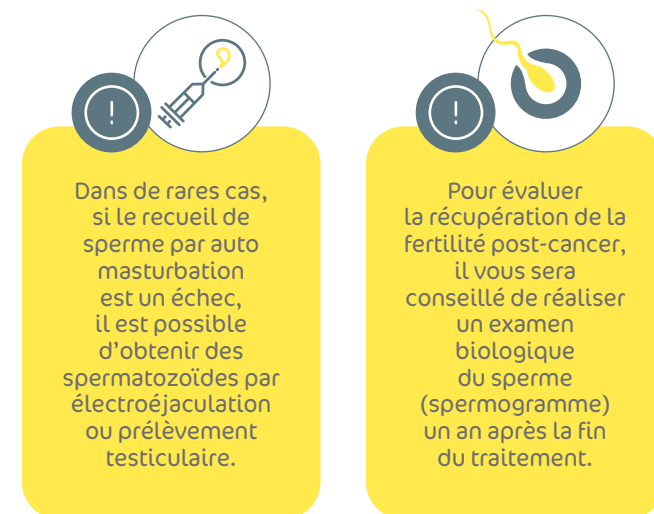 !
Dans de rares cas,
si le recueil de
sperme par auto
masturbation
est un échec,
il est possible
d'obtenir des
spermatozoïdes par
électroéjaculation
ou prélèvement
testiculaire.
!
Pour évaluer
la récupération de la
fertilité post-cancer,
il vous sera
conseillé de réaliser
un examen
biologique
du sperme
(spermogramme)
un an après la fin
du traitement.